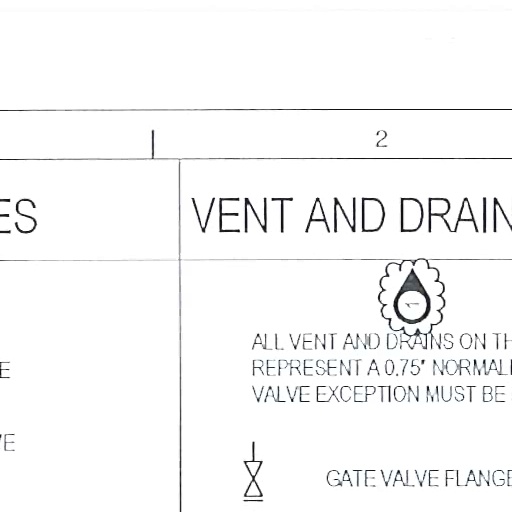 2
ES
VENT AND DRAIN
ALL VENT AND DRAINS ON TH
REPRESENT A 0.75" NORMALL
VALVE EXCEPTION MUST BE
E
VE
GATE VALVE FLANGE